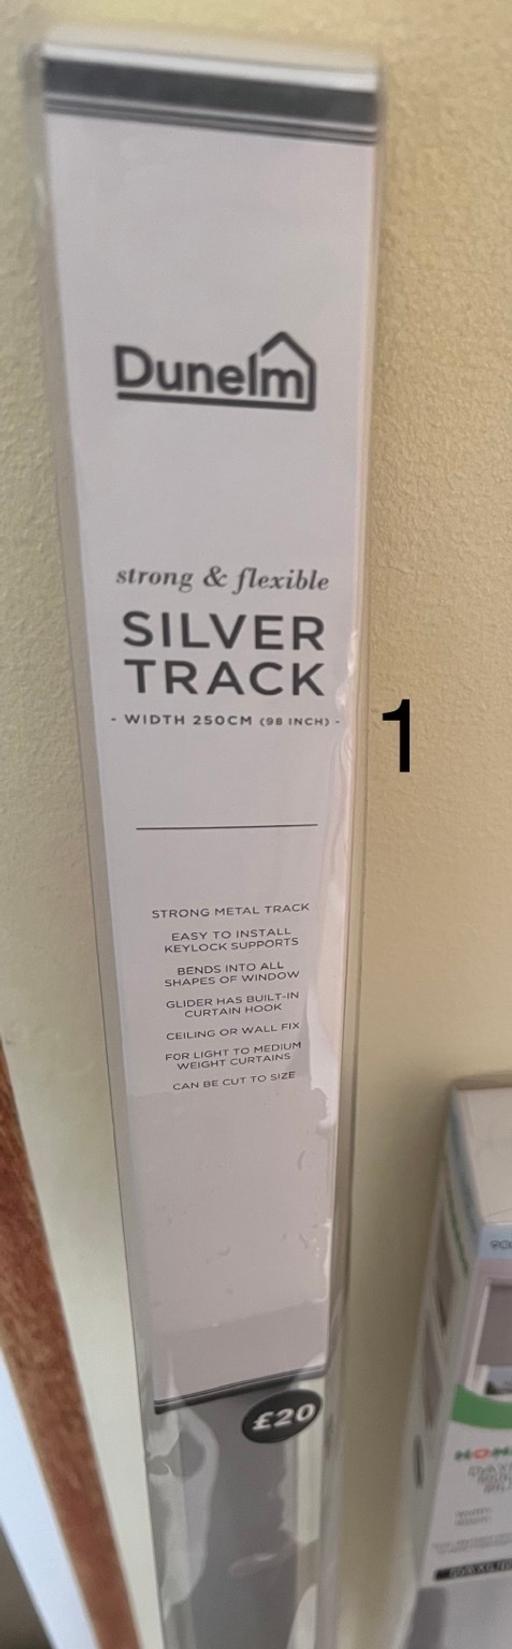 Dunelm
strong & flexible
SILVER
TRACK
- WIDTH 250CM (98 INCH) -
1
STRONG METAL TRACK
EASY TO INSTALL
KEYLOCK SUPPORTS
BENDS INTO ALL
SHAPES OF WINDOW
GLIDER HAS BUILT-IN
CURTAIN HOOK
CEILING OR WALL FIX
FOR LIGHT TO MEDIUM
WEIGHT CURTAINS
CAN BE CUT TO SIZE
£20